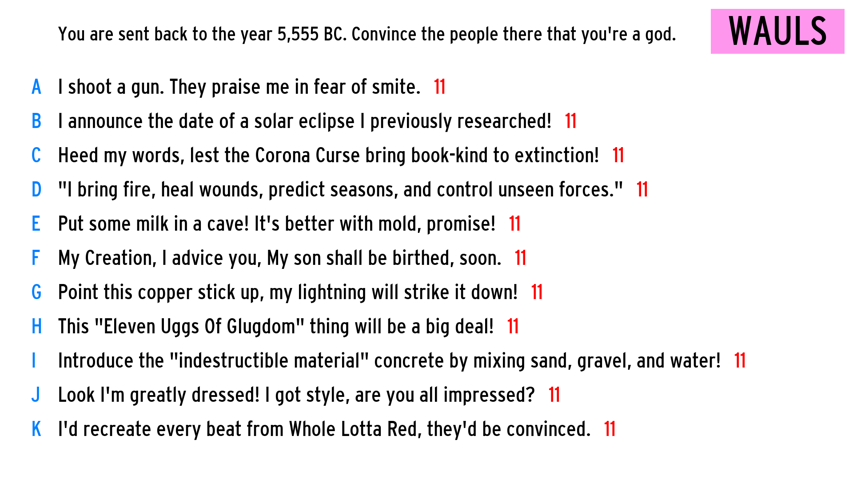 You are sent back to the year 5,555 BC. Convince the people there that you're a god.
WAULS
A I shoot a gun. They praise me in fear of smite. 11
B I announce the date of a solar eclipse I previously researched! 11
C Heed my words, lest the Corona Curse bring book-kind to extinction! 11
D "I bring fire, heal wounds, predict seasons, and control unseen forces." 11
E Put some milk in a cave! It's better with mold, promise! 11
F My Creation, I advice you, My son shall be birthed, soon. 11
G Point this copper stick up, my lightning will strike it down! 11
H This "Eleven Uggs Of Glugdom" thing will be a big deal! 11
I Introduce the "indestructible material" concrete by mixing sand, gravel, and water! 11
J Look I'm greatly dressed! I got style, are you all impressed? 11
K I'd recreate every beat from Whole Lotta Red, they'd be convinced. 11